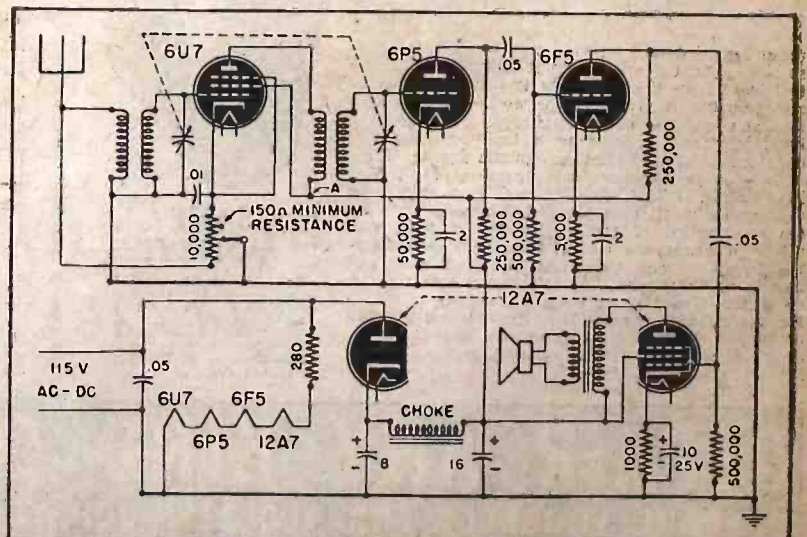 6U7
6P5
6F5
.05
.01
A
150Ω MINIMUM
RESISTANCE
10,000
50,000
2
250,000
500,000
5,000
2
250,000
.05
12A7
115 V
AC-DC
.05
280
6U7
6P5
6F5
12A7
CHOKE
+
-
8
+
-
16
1000
+
-
10
25V
500,000